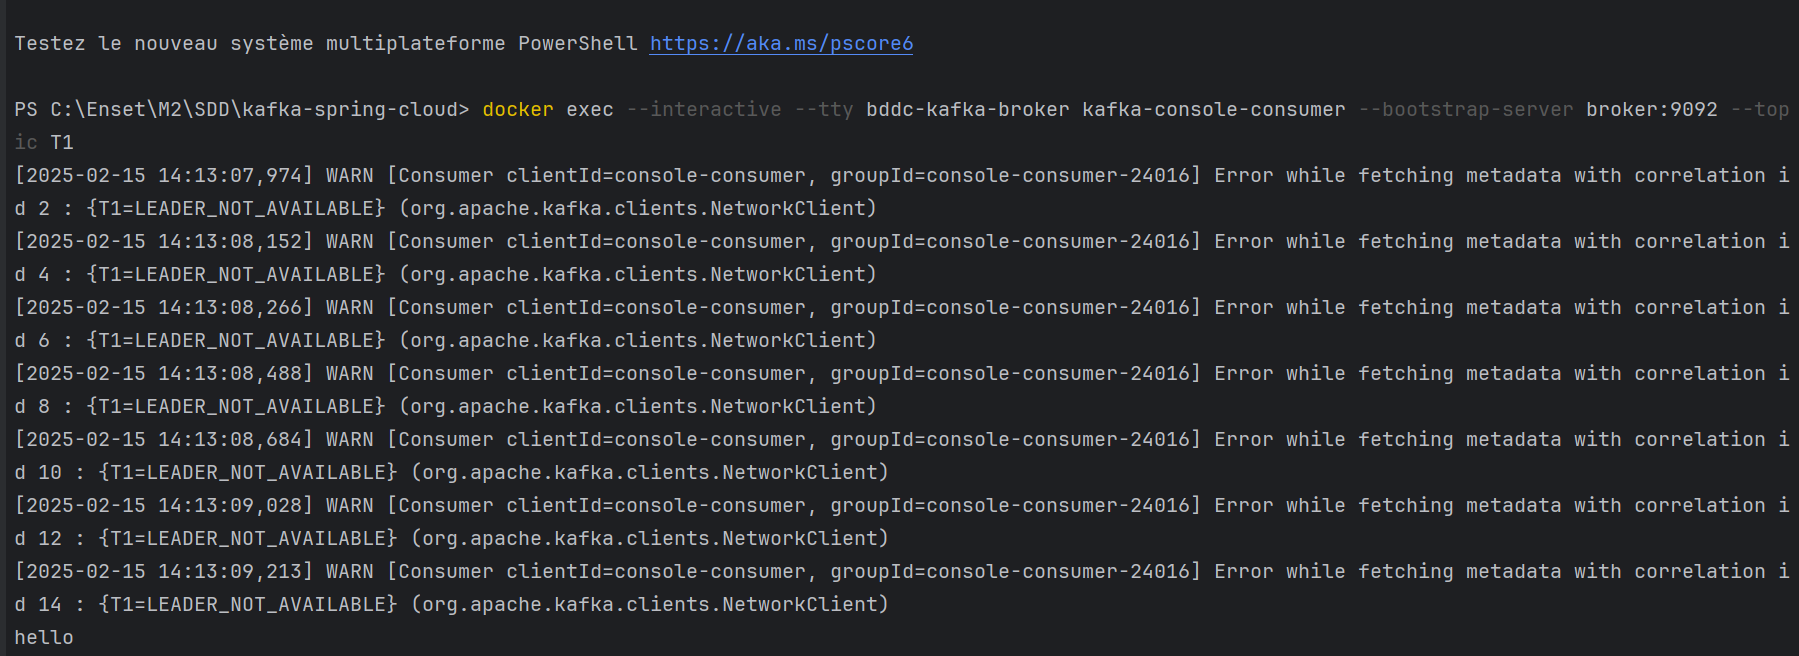 Testez le nouveau système multiplateforme PowerShell https://aka.ms/pscore6
PS C:\Enset\M2\SDD\kafka-spring-cloud> docker exec --interactive --tty bddc-kafka-broker kafka-console-consumer --bootstrap-server broker:9092 --top
ic T1
[2025-02-15 14:13:07,974] WARN [Consumer clientId=console-consumer, groupId=console-consumer-24016] Error while fetching metadata with correlation i
d 2 : {T1=LEADER_NOT_AVAILABLE} (org.apache.kafka.clients.NetworkClient)
[2025-02-15 14:13:08,152] WARN [Consumer clientId=console-consumer, groupId=console-consumer-24016] Error while fetching metadata with correlation i
d 4 : {T1=LEADER_NOT_AVAILABLE} (org.apache.kafka.clients.NetworkClient)
[2025-02-15 14:13:08,266] WARN [Consumer clientId=console-consumer, groupId=console-consumer-24016] Error while fetching metadata with correlation i
d 6 : {T1=LEADER_NOT_AVAILABLE} (org.apache.kafka.clients.NetworkClient)
[2025-02-15 14:13:08,488] WARN [Consumer clientId=console-consumer, groupId=console-consumer-24016] Error while fetching metadata with correlation i
d 8 : {T1=LEADER_NOT_AVAILABLE} (org.apache.kafka.clients.NetworkClient)
[2025-02-15 14:13:08,684] WARN [Consumer clientId=console-consumer, groupId=console-consumer-24016] Error while fetching metadata with correlation i
d 10 : {T1=LEADER_NOT_AVAILABLE} (org.apache.kafka.clients.NetworkClient)
[2025-02-15 14:13:09,028] WARN [Consumer clientId=console-consumer, groupId=console-consumer-24016] Error while fetching metadata with correlation i
d 12 : {T1=LEADER_NOT_AVAILABLE} (org.apache.kafka.clients.NetworkClient)
[2025-02-15 14:13:09,213] WARN [Consumer clientId=console-consumer, groupId=console-consumer-24016] Error while fetching metadata with correlation i
d 14 : {T1=LEADER_NOT_AVAILABLE} (org.apache.kafka.clients.NetworkClient)
hello